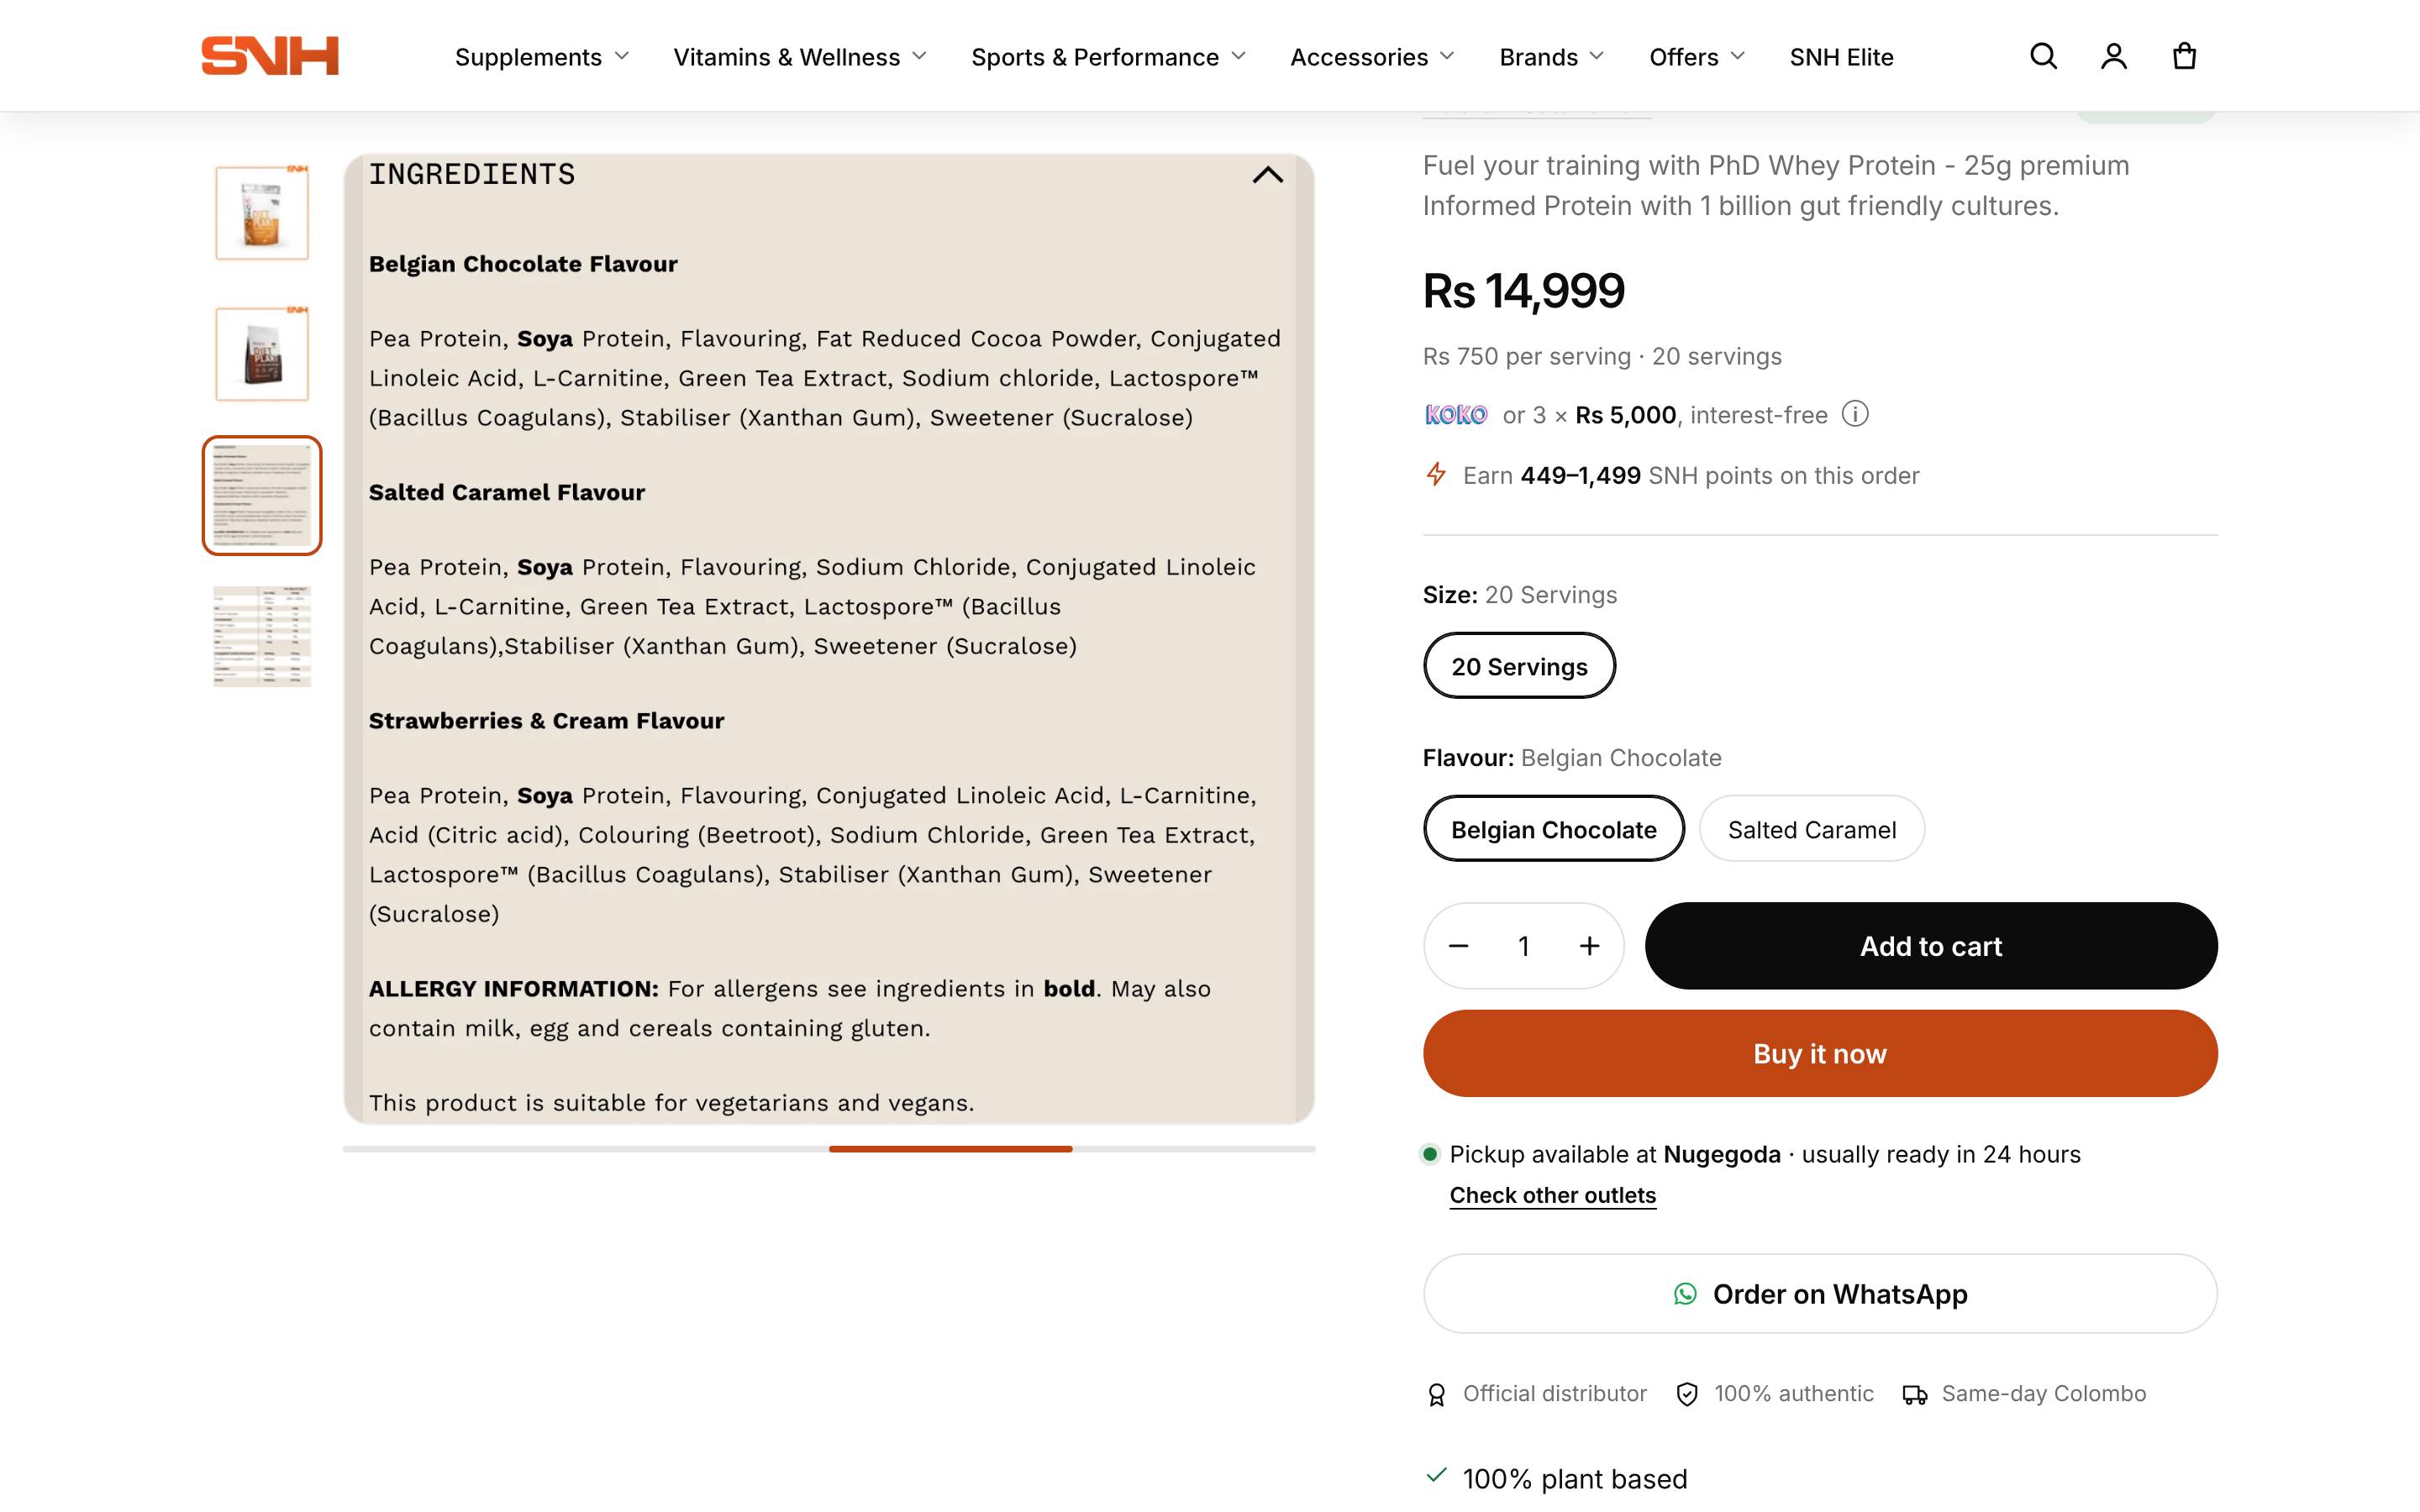 SNH
Supplements
Vitamins & Wellness
Sports & Performance
Accessories
Brands
Offers
SNH Elite
SNH
DIET PLANT
SNH
DIET PLANT
INGREDIENTS
Belgian Chocolate Flavour
Pea Protein, Soya Protein, Flavouring, Fat Reduced Cocoa Powder, Conjugated
Linoleic Acid, L-Carnitine, Green Tea Extract, Sodium chloride, Lactospore™
(Bacillus Coagulans), Stabiliser (Xanthan Gum), Sweetener (Sucralose)
Salted Caramel Flavour
Pea Protein, Soya Protein, Flavouring, Sodium Chloride, Conjugated Linoleic
Acid, L-Carnitine, Green Tea Extract, Lactospore™ (Bacillus
Coagulans),Stabiliser (Xanthan Gum), Sweetener (Sucralose)
Strawberries & Cream Flavour
Pea Protein, Soya Protein, Flavouring, Conjugated Linoleic Acid, L-Carnitine,
Acid (Citric acid), Colouring (Beetroot), Sodium Chloride, Green Tea Extract,
Lactospore™ (Bacillus Coagulans), Stabiliser (Xanthan Gum), Sweetener
(Sucralose)
ALLERGY INFORMATION: For allergens see ingredients in bold. May also
contain milk, egg and cereals containing gluten.
This product is suitable for vegetarians and vegans.
Fuel your training with PhD Whey Protein - 25g premium
Informed Protein with 1 billion gut friendly cultures.
Rs 14,999
Rs 750 per serving · 20 servings
KOKO or 3 × Rs 5,000, interest-free
Earn 449–1,499 SNH points on this order
Size: 20 Servings
20 Servings
Flavour: Belgian Chocolate
Belgian Chocolate
Salted Caramel
1
Add to cart
Buy it now
Pickup available at Nugegoda · usually ready in 24 hours
Check other outlets
Order on WhatsApp
Official distributor
100% authentic
Same-day Colombo
100% plant based